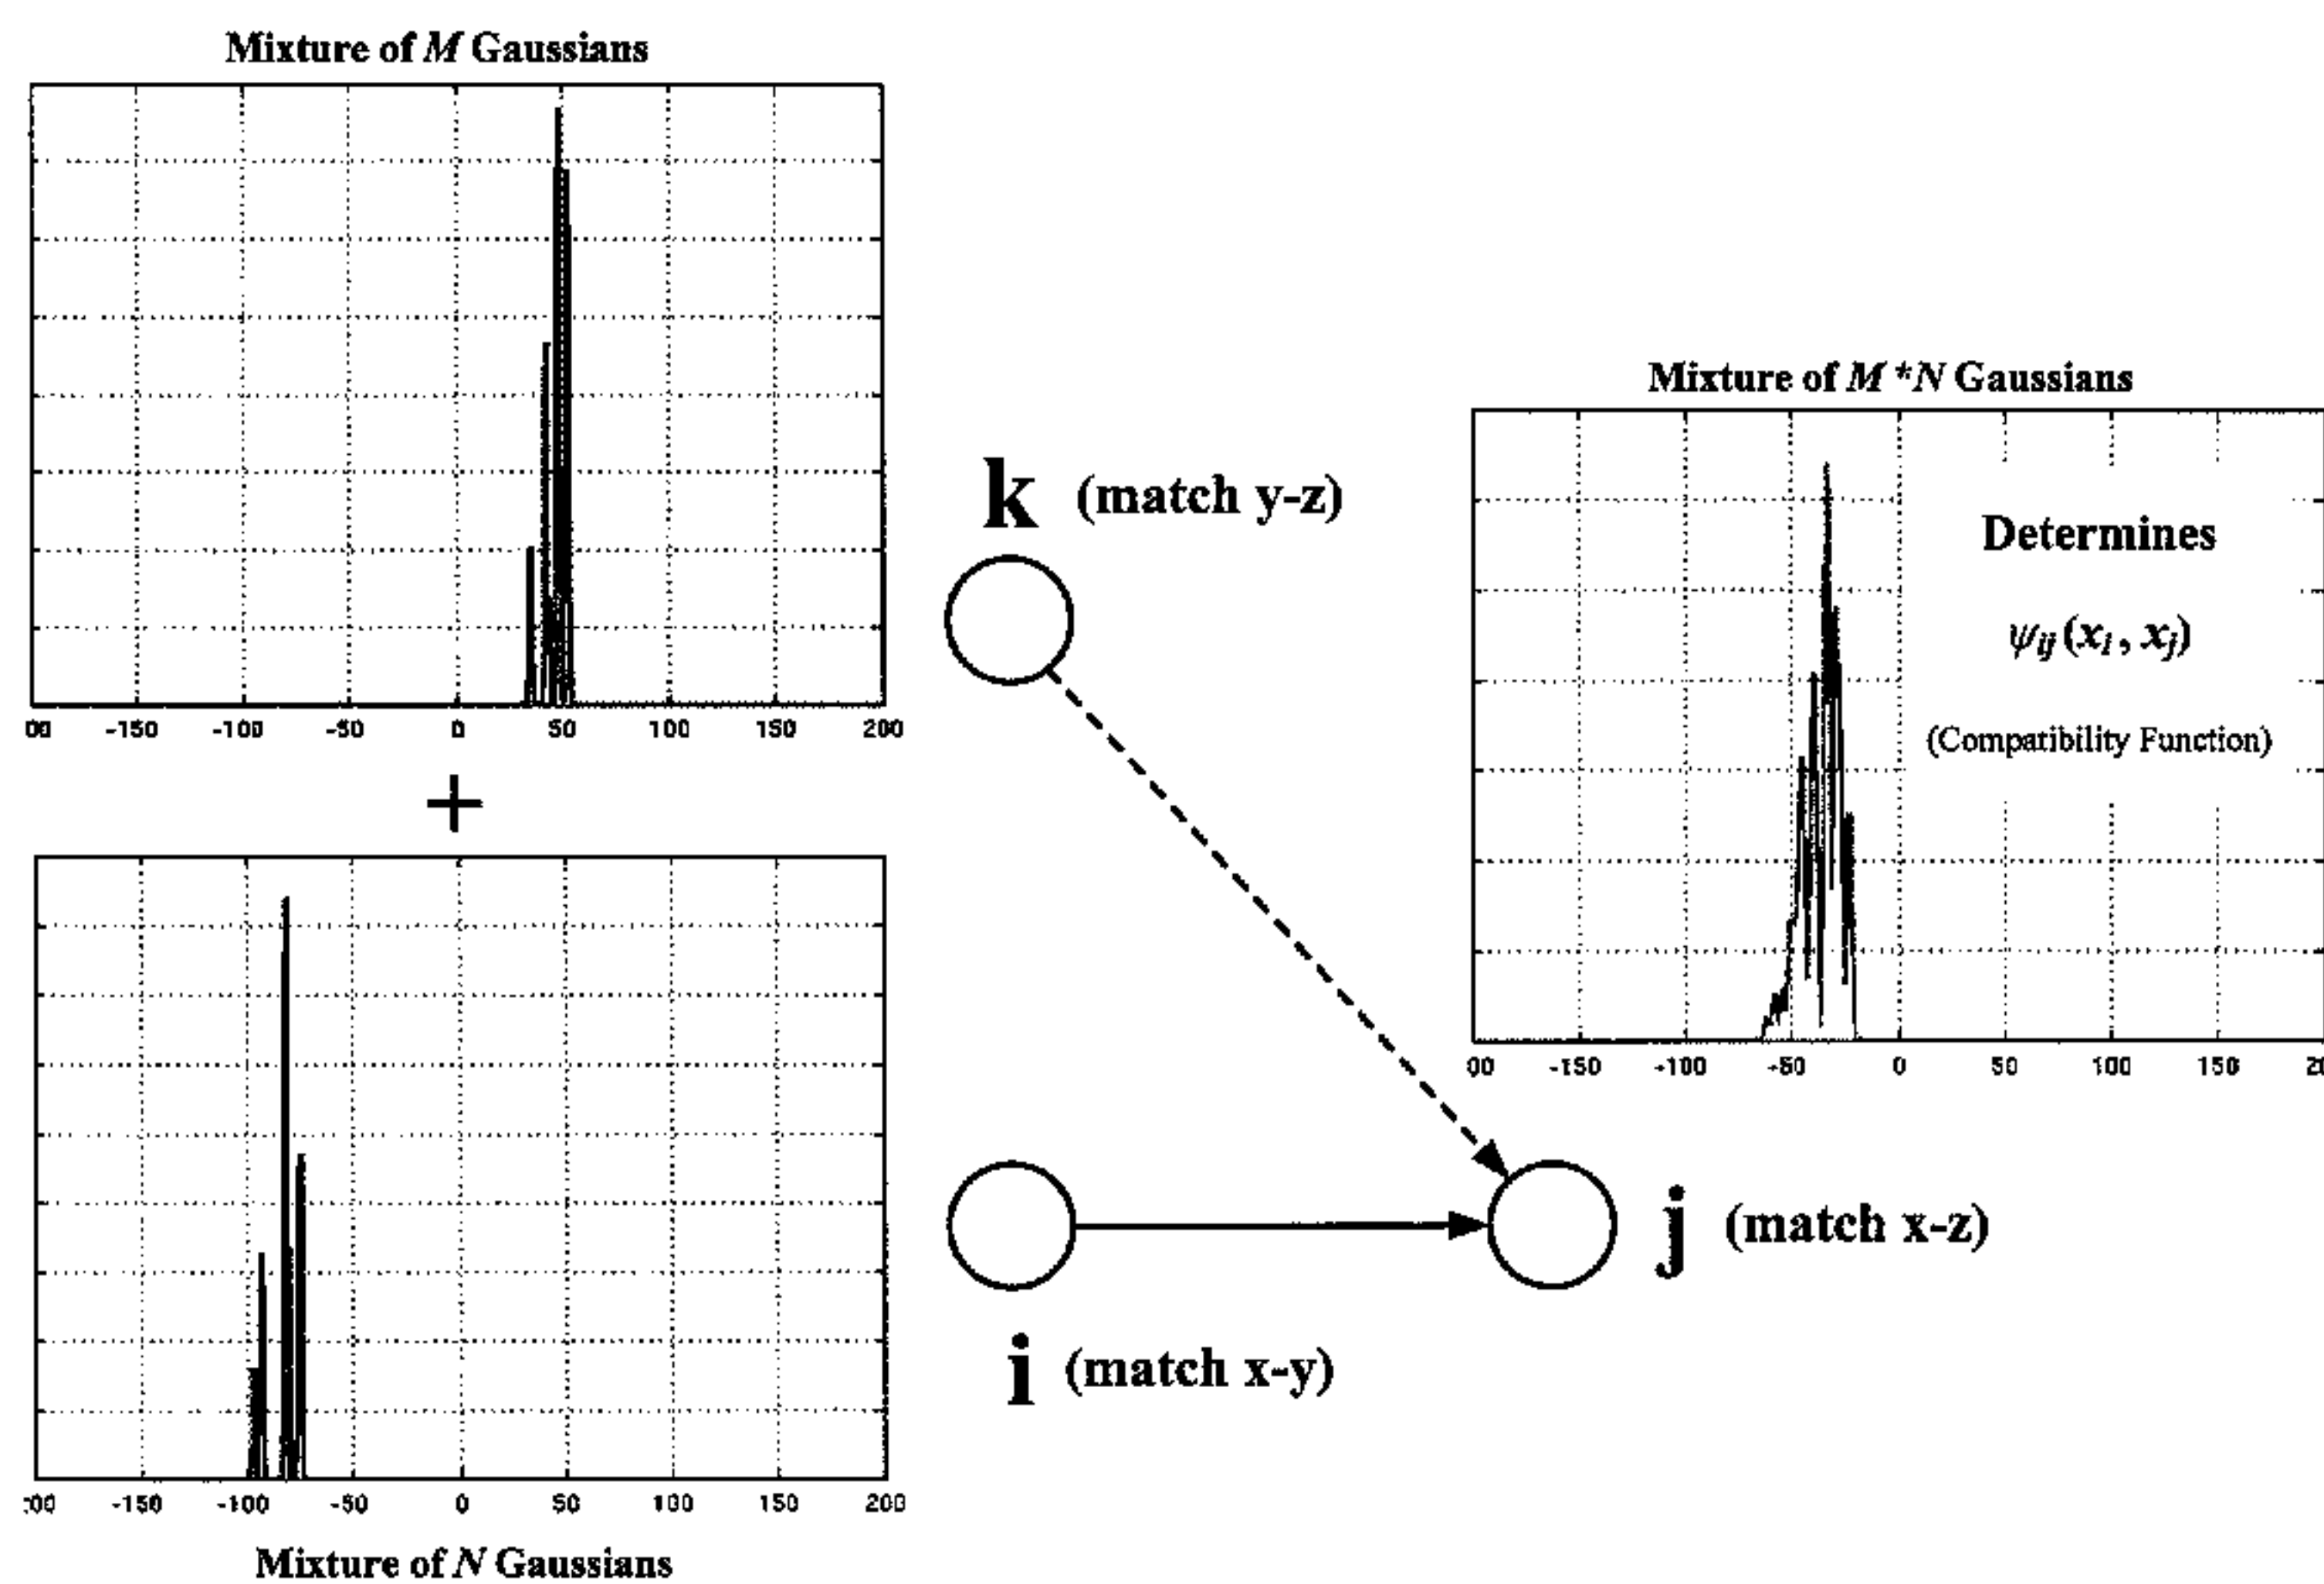 Mixture of M Gaussians
00 -150 -100 -50 0 50 100 150 200
+
:00 -150 -100 -50 0 50 100 150 200
Mixture of N Gaussians
k (match y-z)
i (match x-y)
j (match x-z)
Mixture of M *N Gaussians
Determines
ψij (xi , xj)
(Compatibility Function)
00 -150 -100 -50 0 50 100 150 20